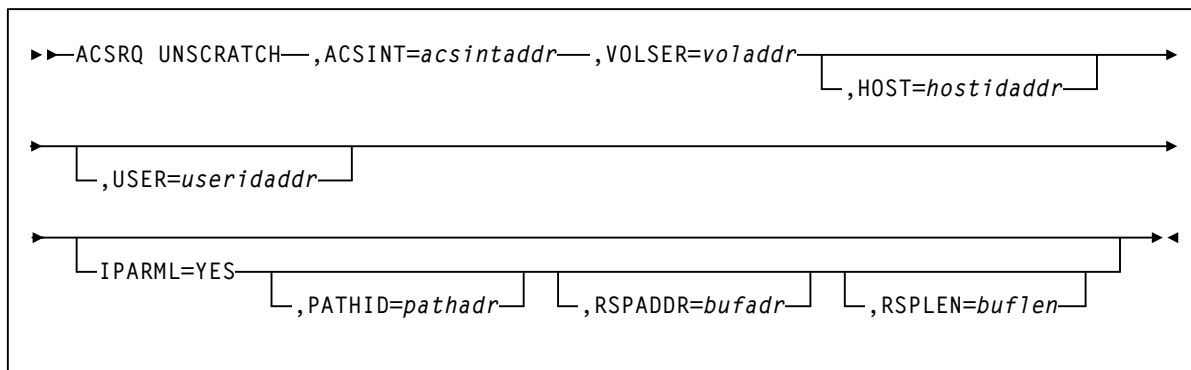 ACSRQ UNSCRATCH ,ACSINT=acsintaddr ,VOLSER=voladdr
,HOST=hostidaddr
,USER=useridaddr
IPARML=YES
,PATHID=pathadr ,RSPADDR=bufadr ,RSPLEN=buflen